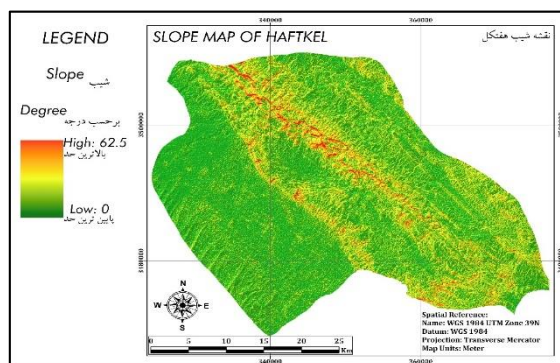 LEGEND
Slope
شیب
Degree
برحسب درجه
High: 62.5
بالاترین حد
Low: 0
پایین ترین حد
SLOPE MAP OF HAFTKEL
نقشه شیب هفتکل
340000
360000
3500000
3480000
N
W
E
S
0
5
10
15
20
25
Km
340000
360000
Spatial Reference:
Name: WGS 1984 UTM Zone 39N
Datum: WGS 1984
Projection: Transverse Mercator
Map Units: Meter